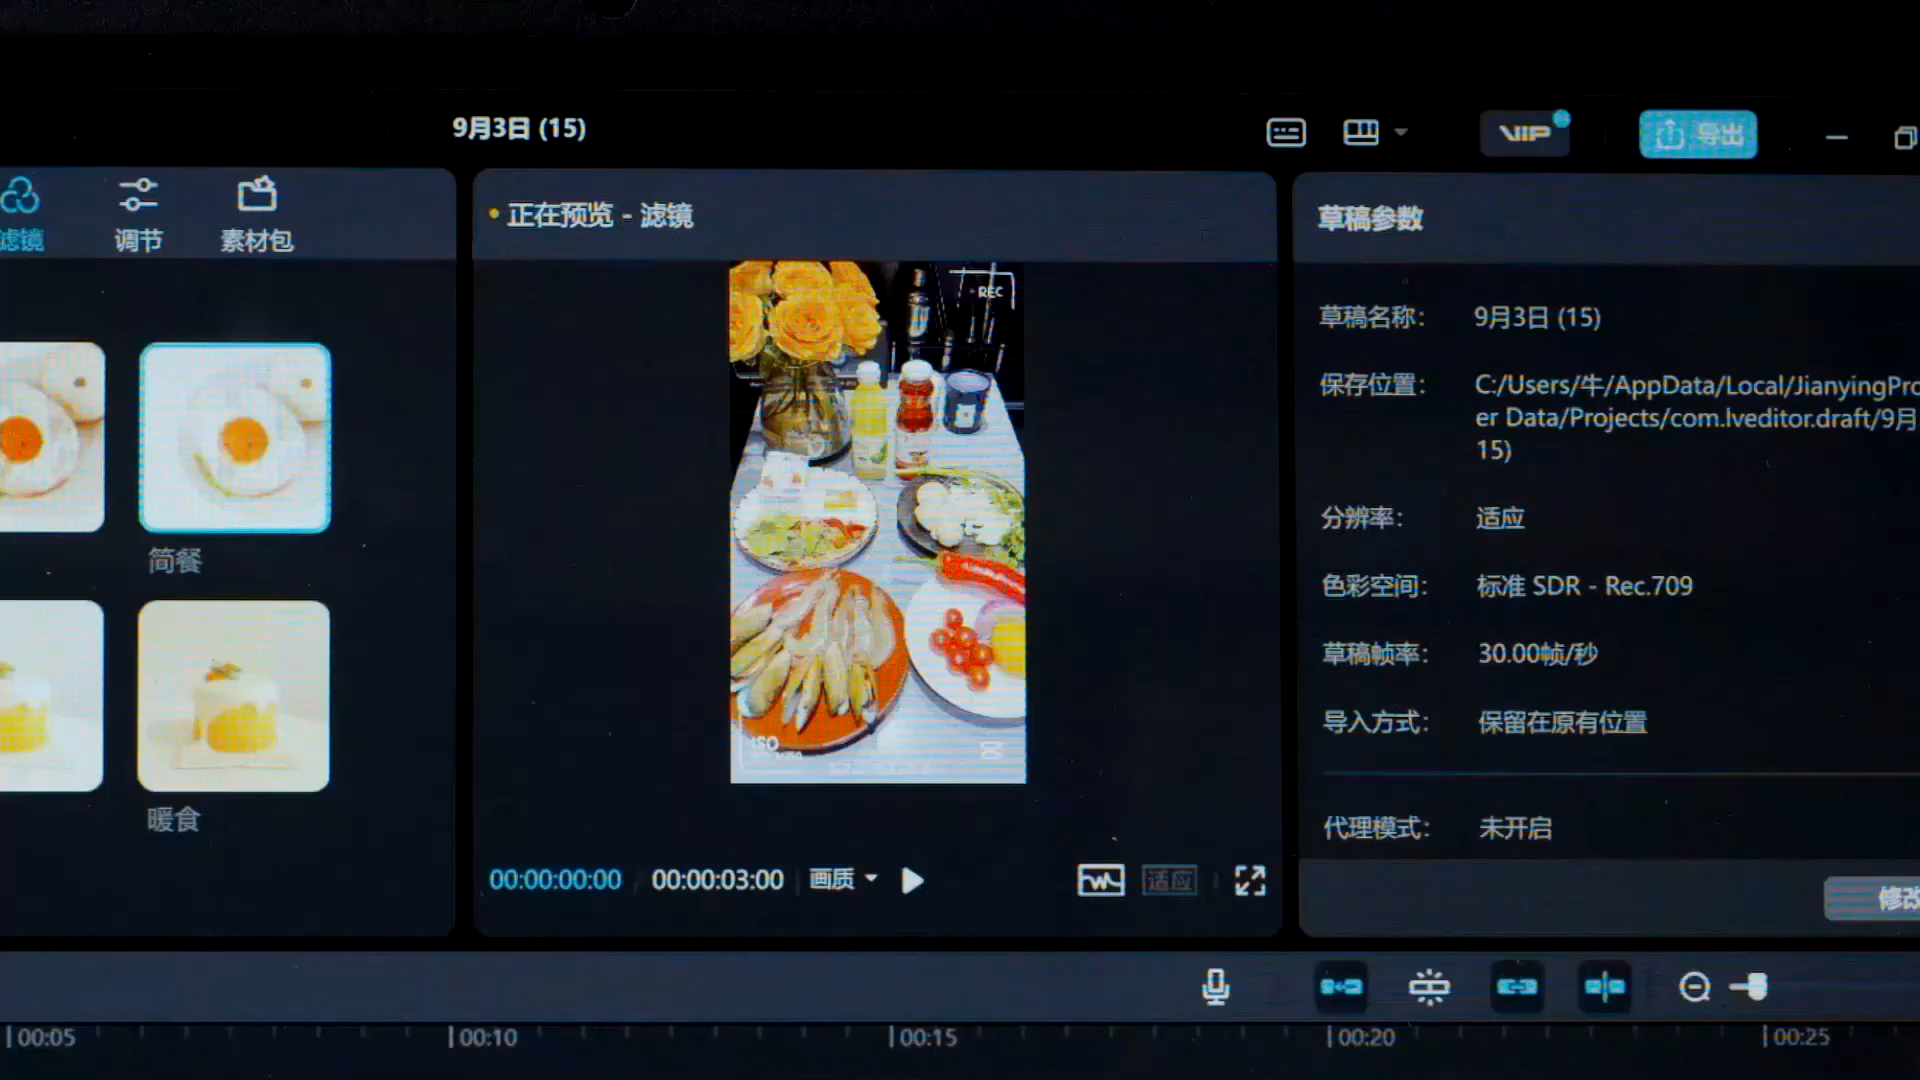 9月3日 (15)
VIP
导出
滤镜
调节
素材包
正在预览 - 滤镜
草稿参数
REC
草稿名称：
9月3日 (15)
保存位置：
C:/Users/牛/AppData/Local/JianyingPro
er Data/Projects/com.lveditor.draft/9月
15)
分辨率：
适应
简餐
色彩空间：
标准 SDR - Rec.709
草稿帧率：
30.00帧/秒
导入方式：
保留在原有位置
ISO
暖食
代理模式：
未开启
00:00:00:00
00:00:03:00
画质
适应
修改
00:05
00:10
00:15
00:20
00:25